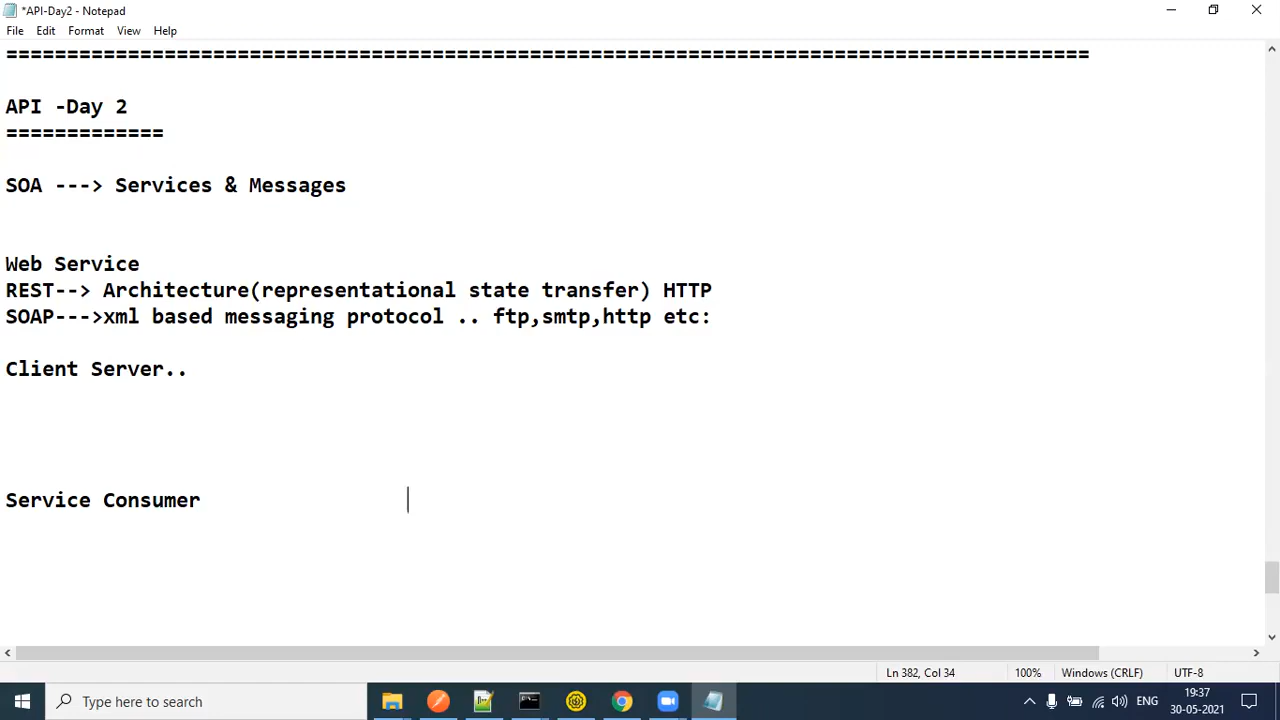 *API-Day2 - Notepad
File Edit Format View Help
=========================================================================================
API -Day 2
=============
SOA ---> Services & Messages
Web Service
REST--> Architecture(representational state transfer) HTTP
SOAP--->xml based messaging protocol .. ftp,smtp,http etc:
Client Server..
Service Consumer
Ln 382, Col 34 100% Windows (CRLF) UTF-8
Type here to search
ENG
19:37
30-05-2021